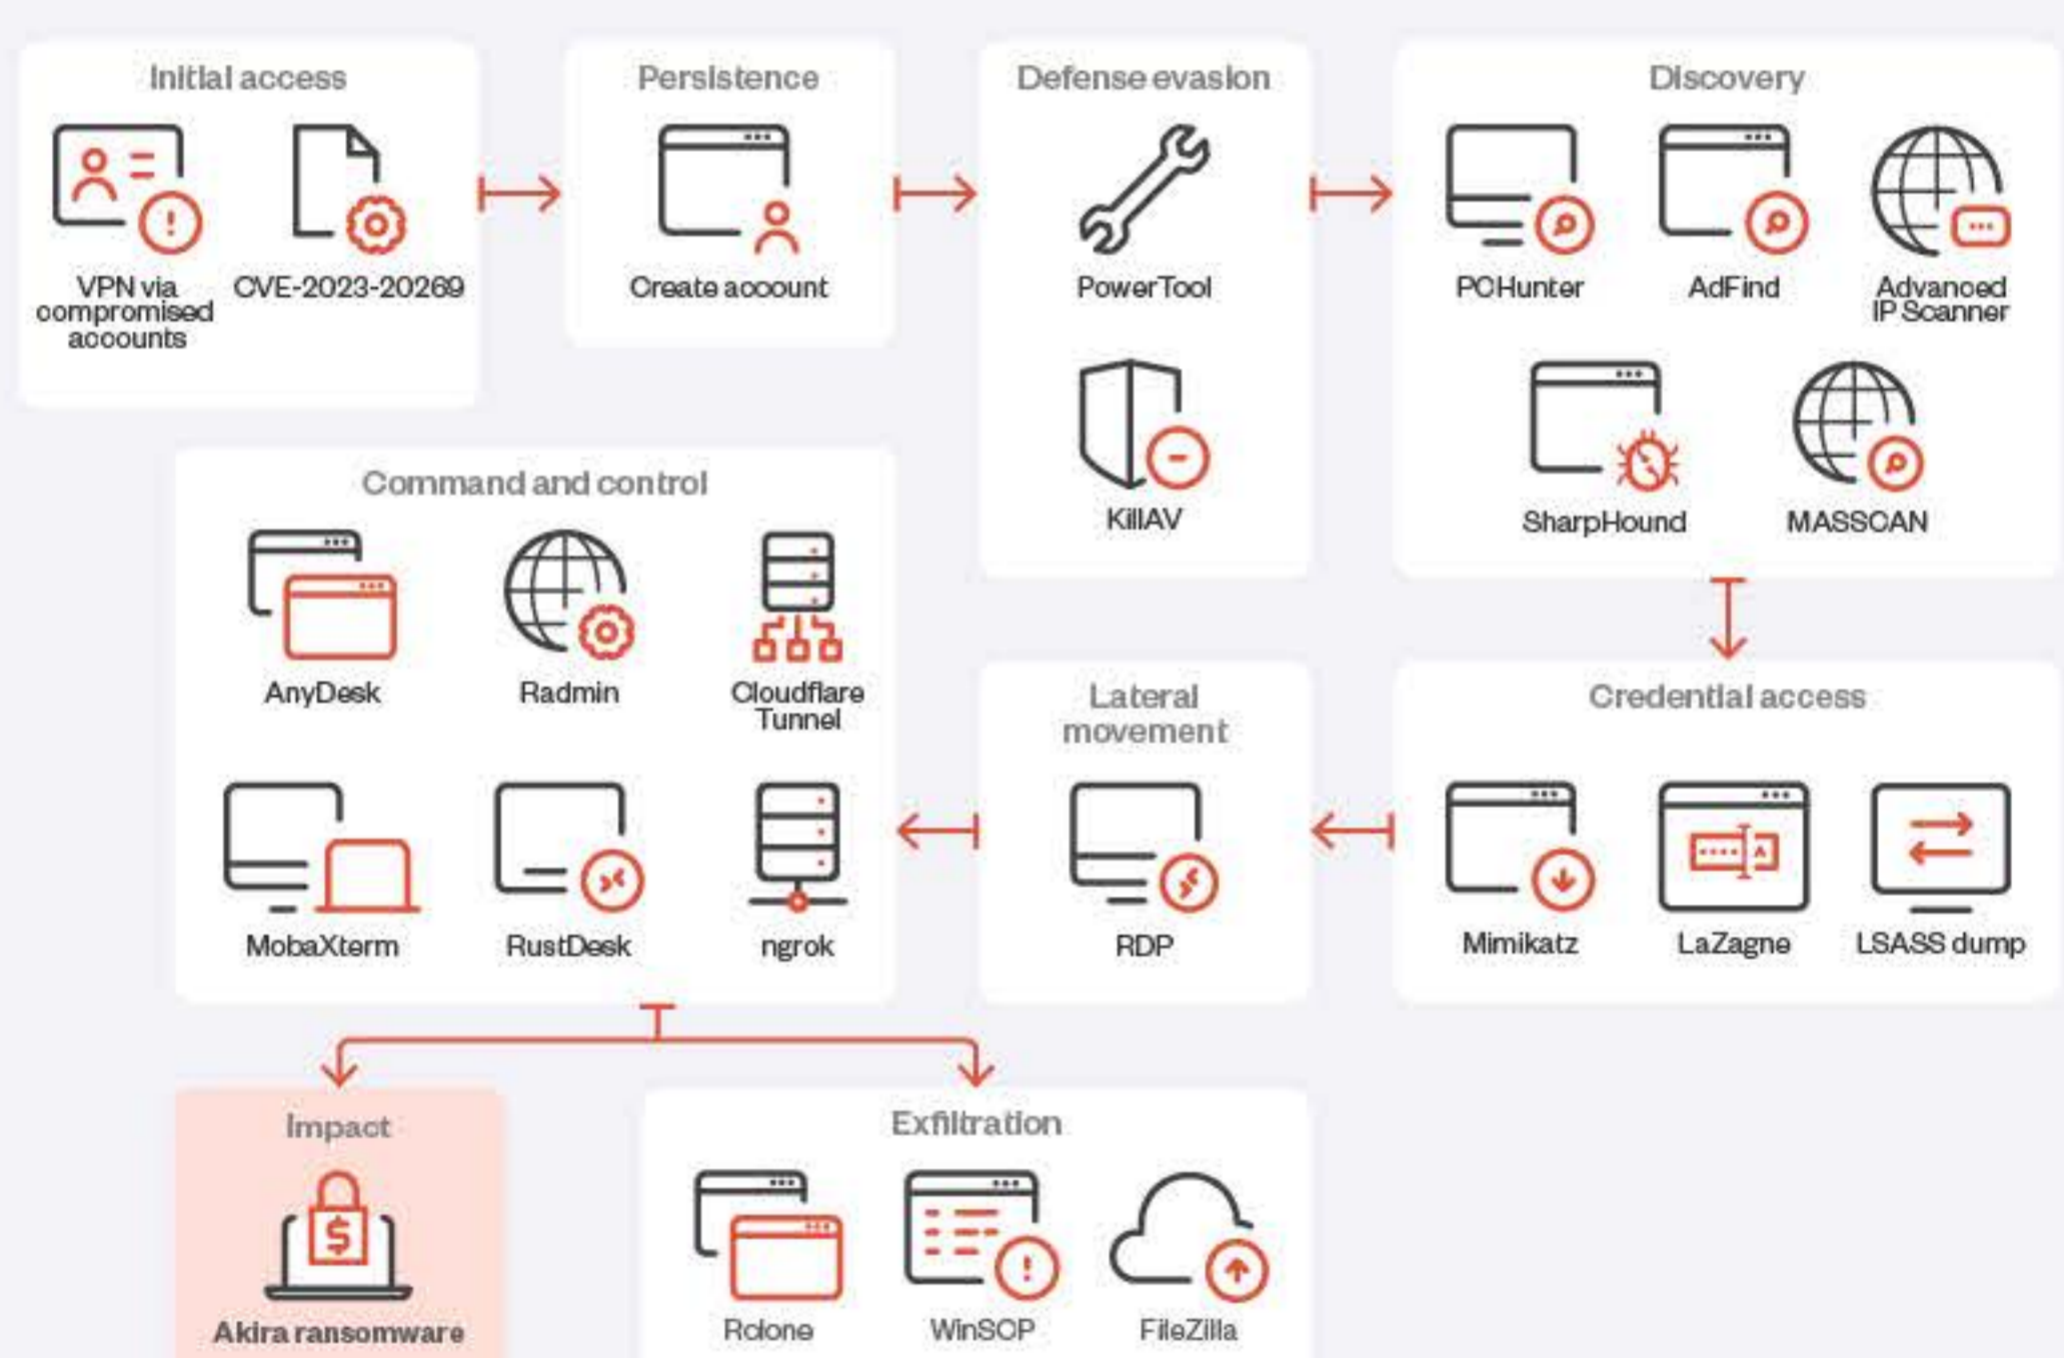 Initial access
VPN via
compromised
accounts
CVE-2023-20269
Persistence
Create account
Defense evasion
PowerTool
KillAV
Discovery
PCHunter
AdFind
Advanced
IP Scanner
SharpHound
MASSCAN
Credential access
Mimikatz
LaZagne
LSASS dump
Lateral
movement
RDP
Command and control
AnyDesk
Radmin
Cloudflare
Tunnel
MobaXterm
RustDesk
ngrok
Impact
Akira ransomware
Exfiltration
Rclone
WinSCP
FileZilla